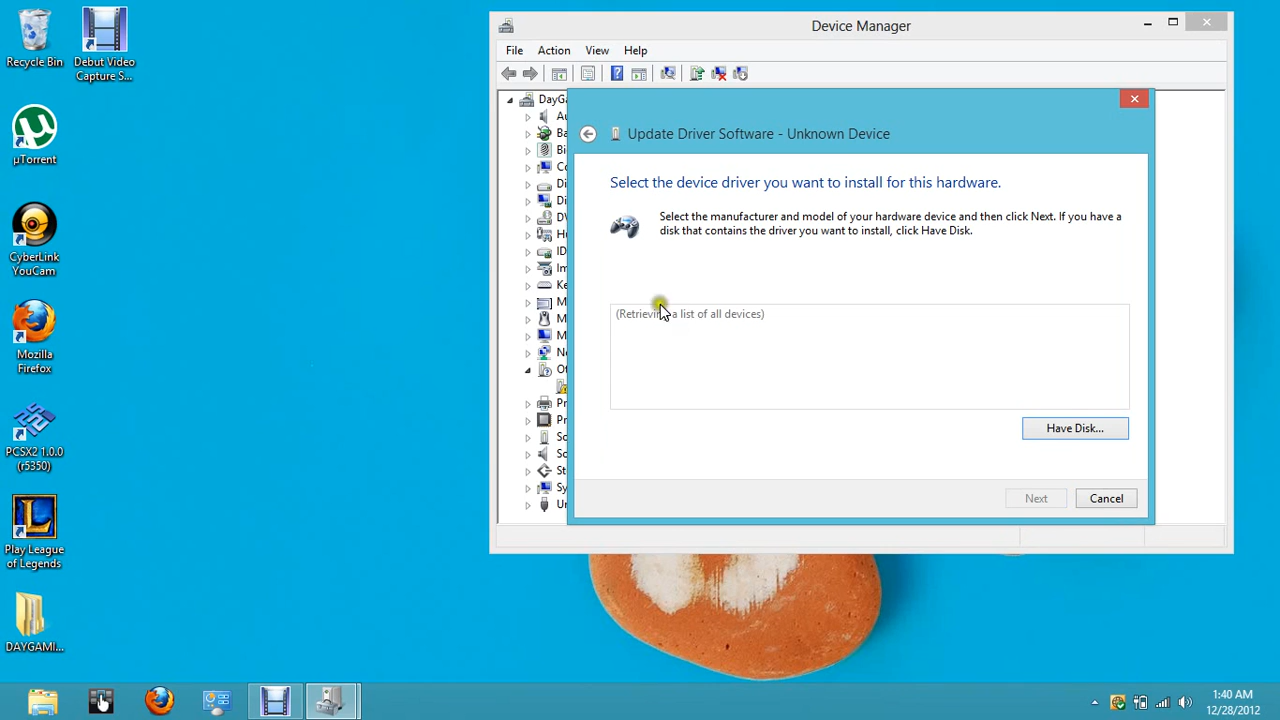 Recycle Bin
Debut Video
Capture S...
µTorrent
CyberLink
YouCam
Mozilla
Firefox
PCSX2 1.0.0
(r5350)
Play League
of Legends
DAYGAMI...
Device Manager
File Action View Help
DayGa
Update Driver Software - Unknown Device
Select the device driver you want to install for this hardware.
Select the manufacturer and model of your hardware device and then click Next. If you have a
disk that contains the driver you want to install, click Have Disk.
(Retrieving a list of all devices)
Have Disk...
Next
Cancel
1:40 AM
12/28/2012